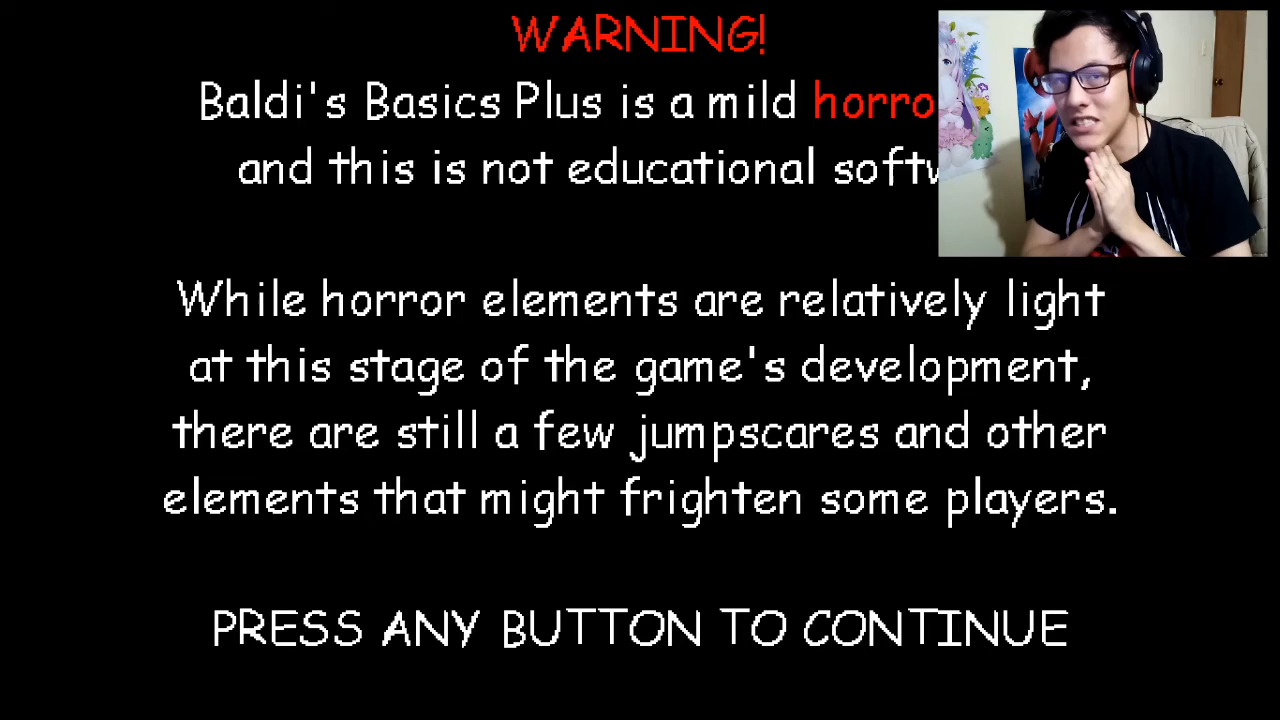 WARNING!
Baldi's Basics Plus is a mild
and this is not educational
While horror elements are relatively light
at this stage of the game's development,
there are still a few jumpscares and other
elements that might frighten some players.
PRESS ANY BUTTON TO CONTINUE